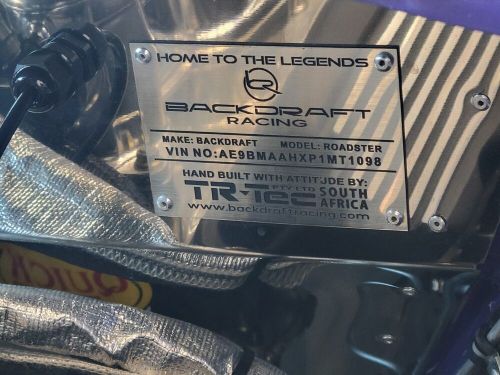 HOME TO THE LEGENDS
BACKDRAFT
RACING
MAKE: BACKDRAFT MODEL: ROADSTER
VIN NO:AE9BMAAHXP1MT1098
HAND BUILT WITH ATTITUDE BY:
TR-Tec PTY LTD SOUTH AFRICA
www.backdraftracing.com
QUICK